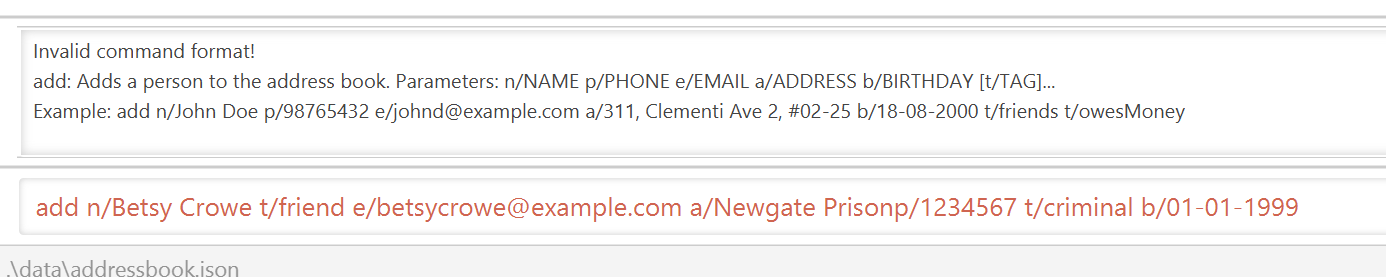 Invalid command format!
add: Adds a person to the address book. Parameters: n/NAME p/PHONE e/EMAIL a/ADDRESS b/BIRTHDAY [t/TAG]...
Example: add n/John Doe p/98765432 e/johnd@example.com a/311, Clementi Ave 2, #02-25 b/18-08-2000 t/friends t/owesMoney
add n/Betsy Crowe t/friend e/betsycrowe@example.com a/Newgate Prisonp/1234567 t/criminal b/01-01-1999
.\data\addressbook.json